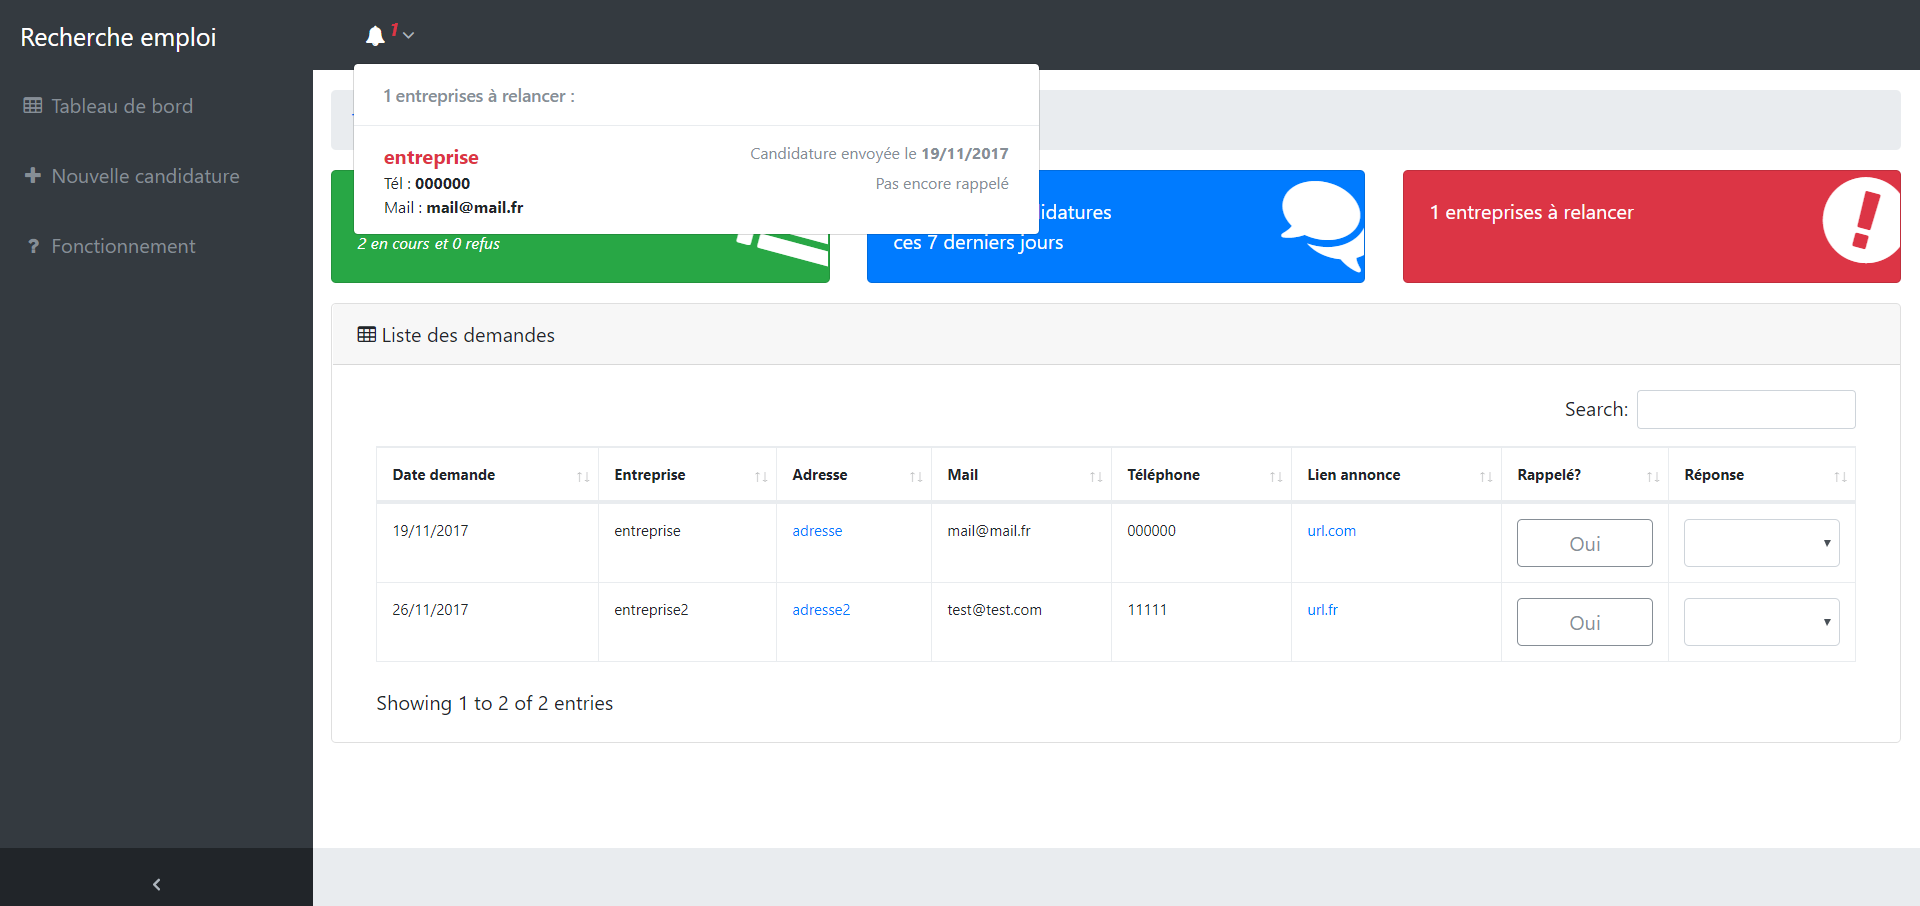 Recherche emploi
1
Tableau de bord
Nouvelle candidature
Fonctionnement
1 entreprises à relancer :
entreprise
Candidature envoyée le 19/11/2017
Tél : 000000
Pas encore rappelé
Mail : mail@mail.fr
2 en cours et 0 refus
ces 7 derniers jours
1 entreprises à relancer
Liste des demandes
Search:
Date demande Entreprise Adresse Mail Téléphone Lien annonce Rappelé? Réponse
19/11/2017 entreprise adresse mail@mail.fr 000000 url.com Oui
26/11/2017 entreprise2 adresse2 test@test.com 11111 url.fr Oui
Showing 1 to 2 of 2 entries